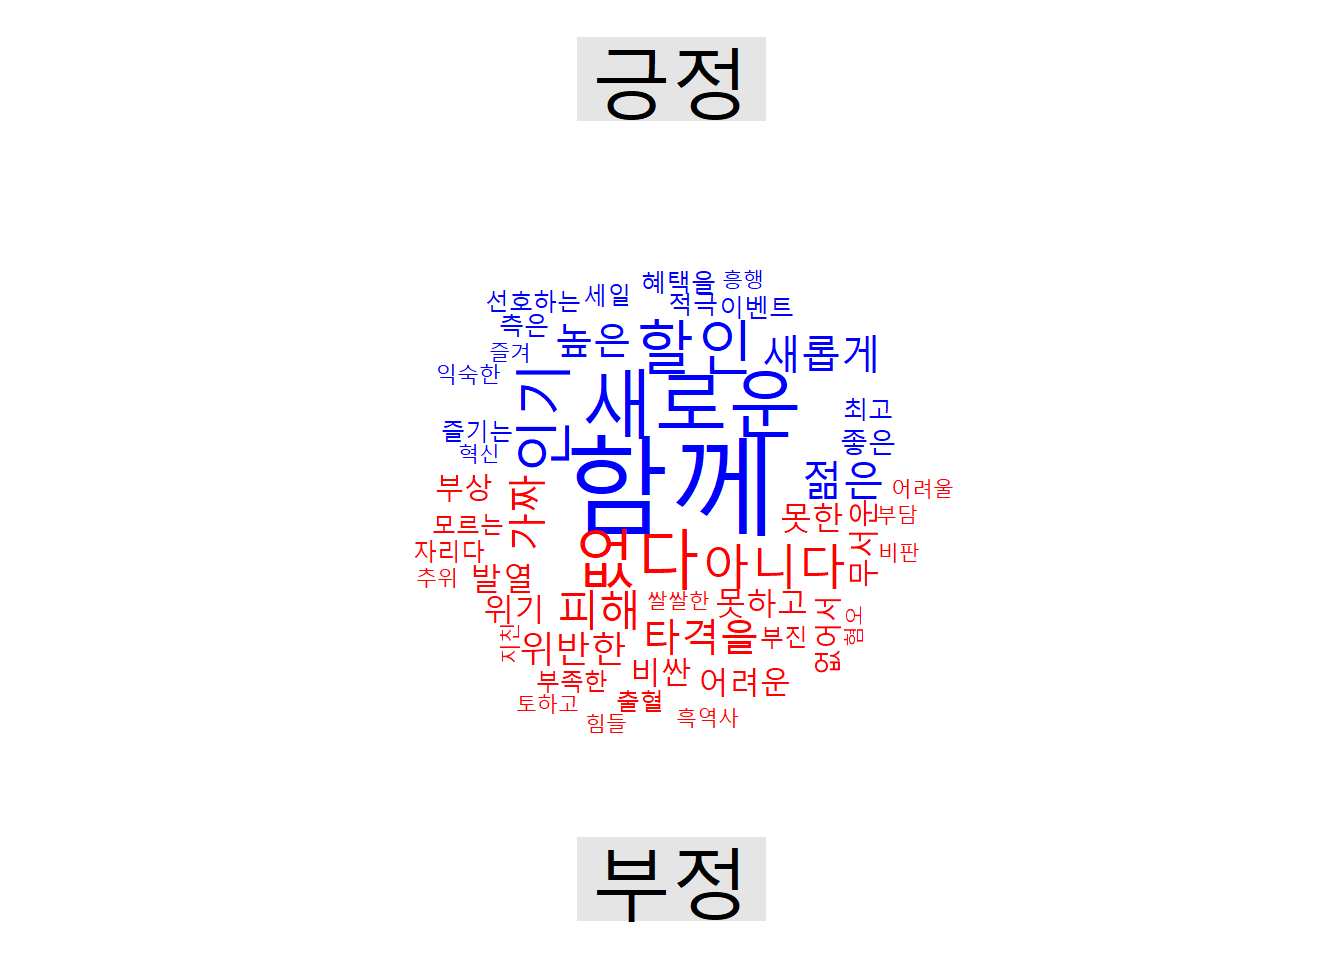 긍정
혜택을 흥행
선호하는 세일 적극 이벤트
측은 높은 할인 새롭게
즐겨
익숙한 인기 새로운 최고
즐기는 좋은
혁신 함께 젊은
부상 가짜 어려울
모르는 못한 무서운 부담
자리다 없다 아니다 비판
추위 발열
위기 피해 쌀쌀한 못하고 없어서 혐오
지친 위반한 타격을 부진
부족한 비싼 어려운
토하고 출혈 흑역사
힘들
부정